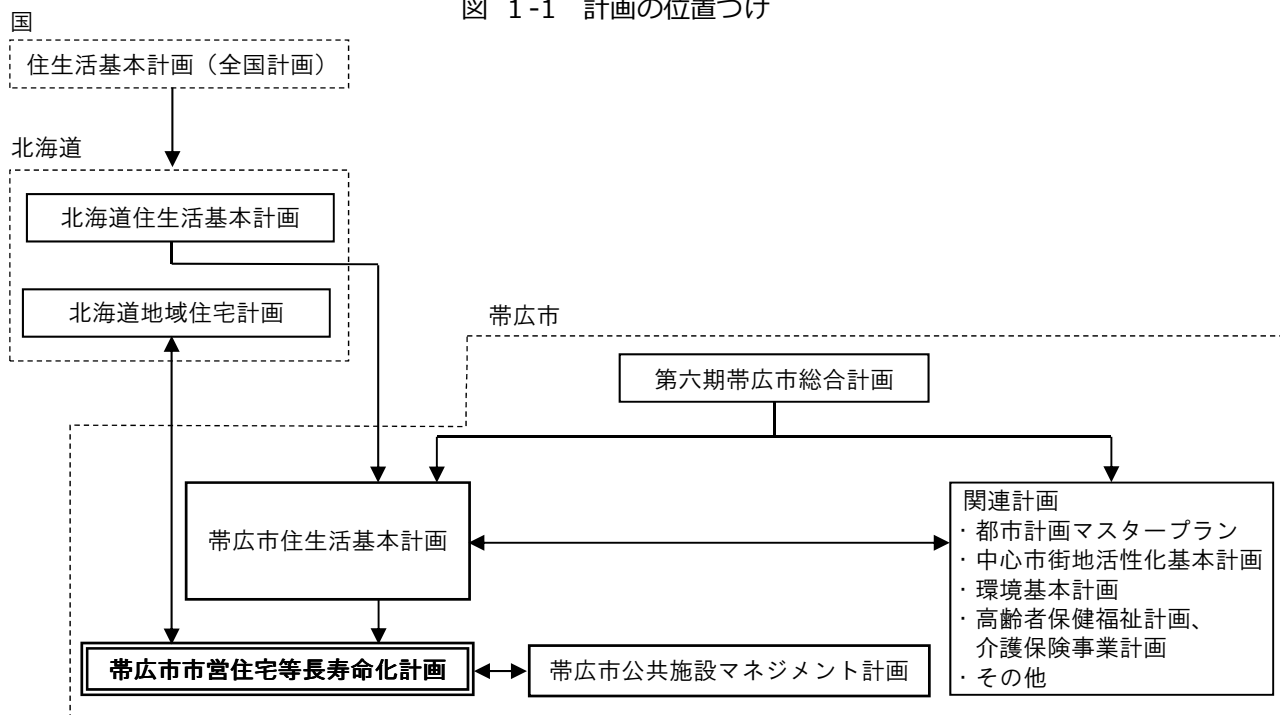 図 1-1 計画の位置づけ
国
住生活基本計画（全国計画）
北海道
北海道住生活基本計画
北海道地域住宅計画
帯広市
第六期帯広市総合計画
帯広市住生活基本計画
関連計画
・都市計画マスタープラン
・中心市街地活性化基本計画
・環境基本計画
・高齢者保健福祉計画、
介護保険事業計画
・その他
帯広市市営住宅等長寿命化計画
帯広市公共施設マネジメント計画